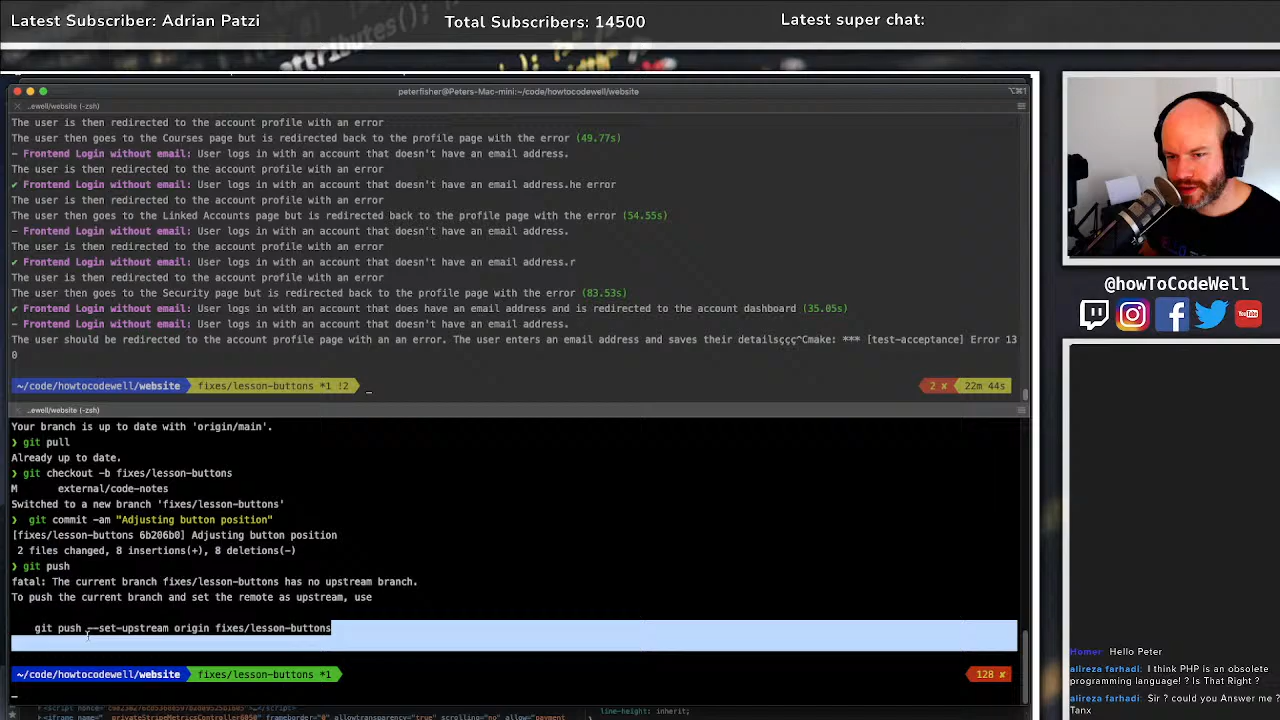 Latest Subscriber: Adrian Patzi
Total Subscribers: 14500
Latest super chat:
attributes();
peterfisher@Peters-Mac-mini:~/code/howtocodewell/website
⌥⌘1
..ewell/website (-zsh)
The user is then redirected to the account profile with an error
The user then goes to the Courses page but is redirected back to the profile page with the error (49.77s)
– Frontend Login without email: User logs in with an account that doesn't have an email address.
The user is then redirected to the account profile with an error
✔ Frontend Login without email: User logs in with an account that doesn't have an email address.he error
The user is then redirected to the account profile with an error
The user then goes to the Linked Accounts page but is redirected back to the profile page with the error (54.55s)
– Frontend Login without email: User logs in with an account that doesn't have an email address.
The user is then redirected to the account profile with an error
✔ Frontend Login without email: User logs in with an account that doesn't have an email address.r
The user is then redirected to the account profile with an error
The user then goes to the Security page but is redirected back to the profile page with the error (83.53s)
✔ Frontend Login without email: User logs in with an account that does have an email address and is redirected to the account dashboard (35.05s)
– Frontend Login without email: User logs in with an account that doesn't have an email address.
The user should be redirected to the account profile page with an an error. The user enters an email address and saves their detailsççç^Cmake: *** [test-acceptance] Error 13
0
~/code/howtocodewell/website fixes/lesson-buttons *1 !2 _ 2 ✘ 22m 44s
..ewell/website (-zsh)
Your branch is up to date with 'origin/main'.
❯ git pull
Already up to date.
❯ git checkout -b fixes/lesson-buttons
M external/code-notes
Switched to a new branch 'fixes/lesson-buttons'
❯ git commit -am "Adjusting button position"
[fixes/lesson-buttons 6b206b0] Adjusting button position
2 files changed, 8 insertions(+), 8 deletions(-)
❯ git push
fatal: The current branch fixes/lesson-buttons has no upstream branch.
To push the current branch and set the remote as upstream, use
git push --set-upstream origin fixes/lesson-buttons
~/code/howtocodewell/website fixes/lesson-buttons *1 128 ✘
line-height: inherit;
@howToCodeWell
Homer: Hello Peter
alireza farhadi: I think PHP is an obsolete
programming language! ? Is That Right ?
alireza farhadi: Sir ? could you Answer me ?
Tanx